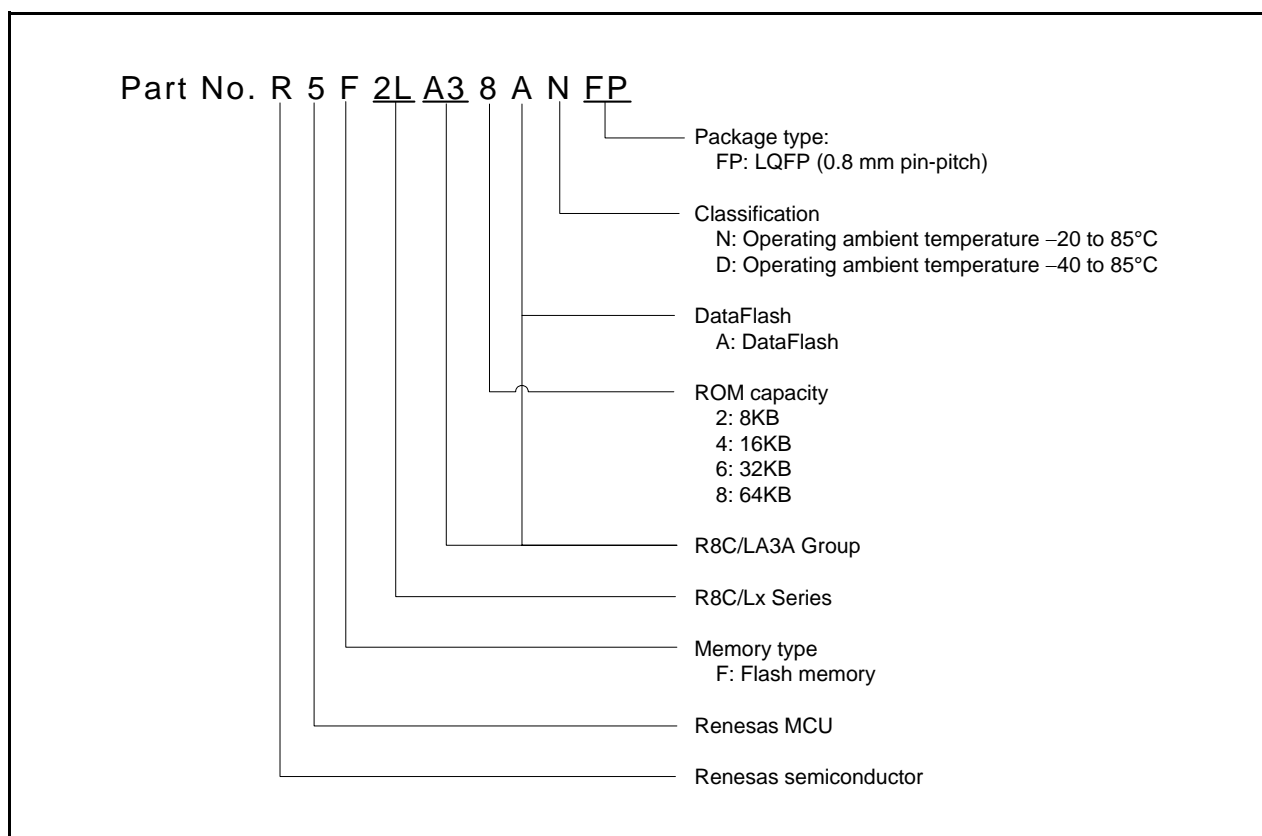 Part No. R 5 F 2L A3 8 A N FP
Package type:
FP: LQFP (0.8 mm pin-pitch)
Classification
N: Operating ambient temperature –20 to 85°C
D: Operating ambient temperature –40 to 85°C
DataFlash
A: DataFlash
ROM capacity
2: 8KB
4: 16KB
6: 32KB
8: 64KB
R8C/LA3A Group
R8C/Lx Series
Memory type
F: Flash memory
Renesas MCU
Renesas semiconductor